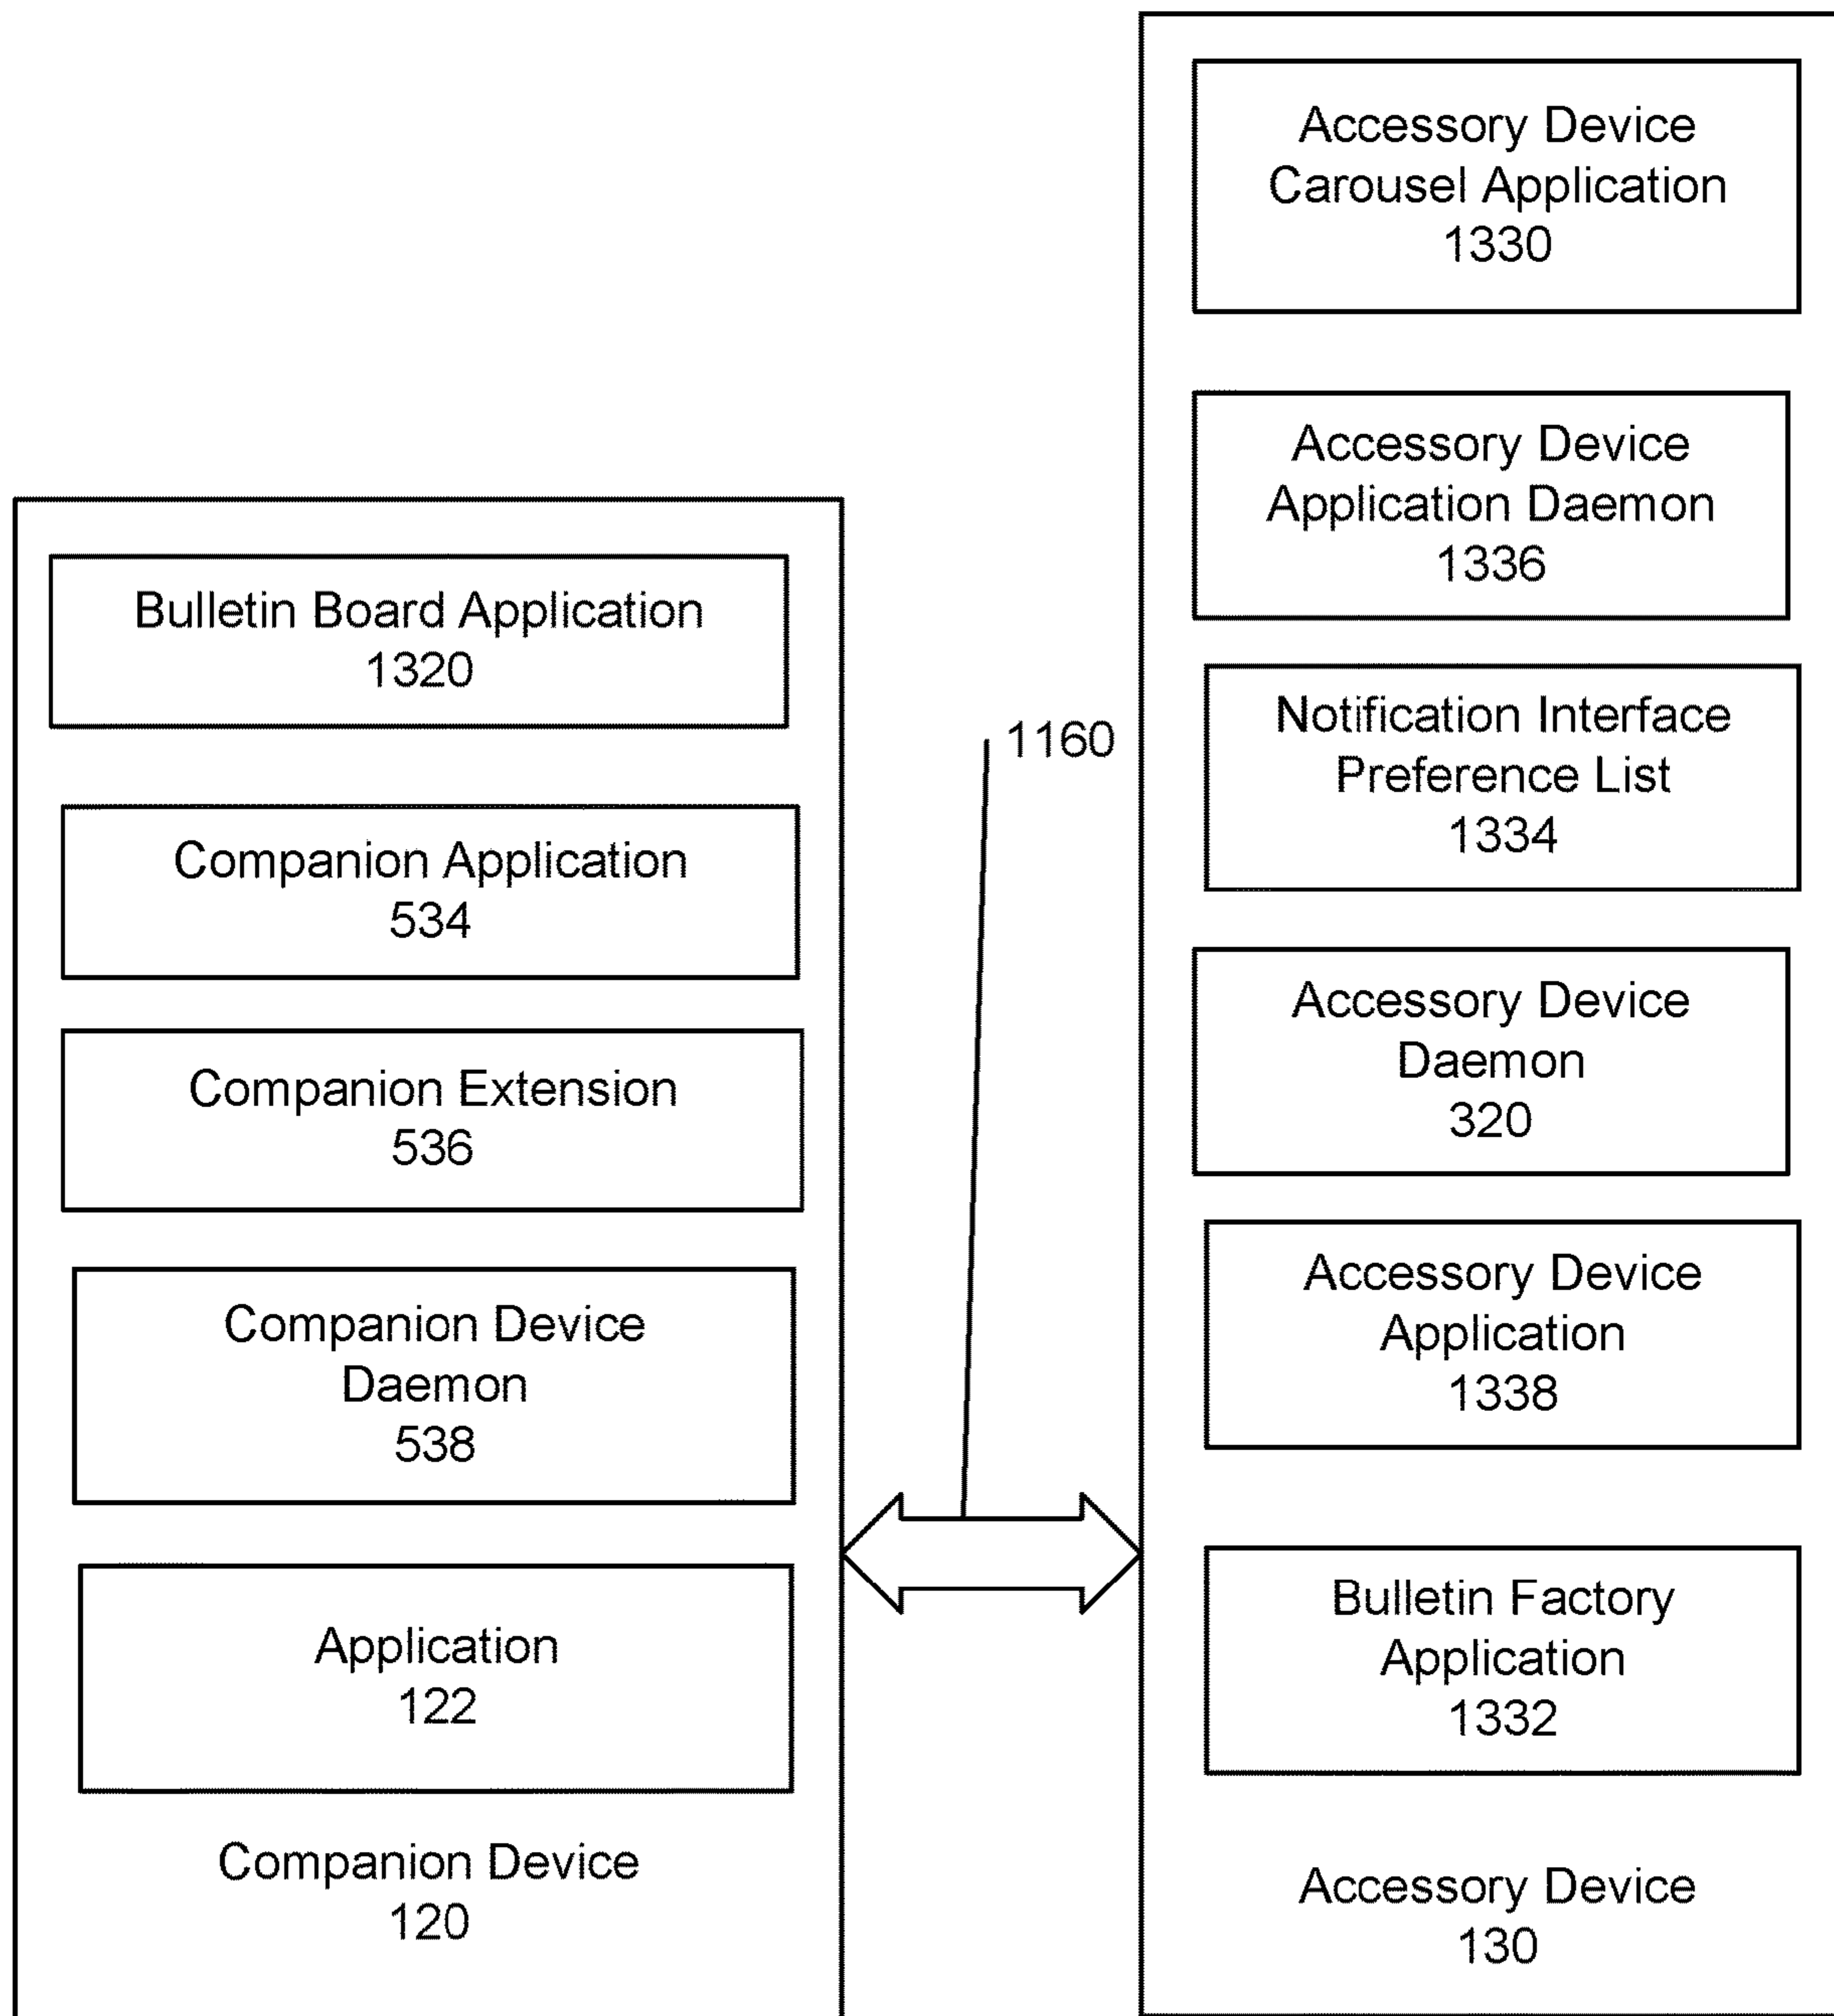 Bulletin Board Application
1320
Companion Application
534
Companion Extension
536
Companion Device
Daemon
538
Application
122
Companion Device
120
1160
Accessory Device
Carousel Application
1330
Accessory Device
Application Daemon
1336
Notification Interface
Preference List
1334
Accessory Device
Daemon
320
Accessory Device
Application
1338
Bulletin Factory
Application
1332
Accessory Device
130